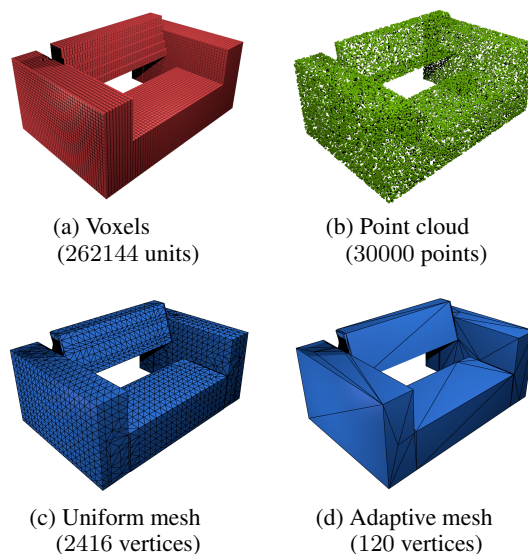 (a) Voxels
(262144 units)
(b) Point cloud
(30000 points)
(c) Uniform mesh
(2416 vertices)
(d) Adaptive mesh
(120 vertices)